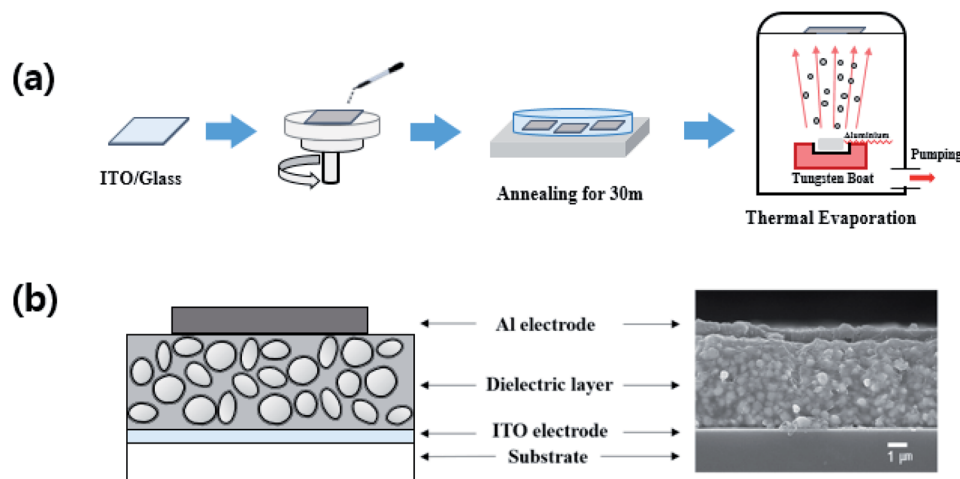 (a)
ITO/Glass
Annealing for 30m
Aluminium
Tungsten Boat
Pumping
Thermal Evaporation
(b)
Al electrode
Dielectric layer
ITO electrode
Substrate
1 μm